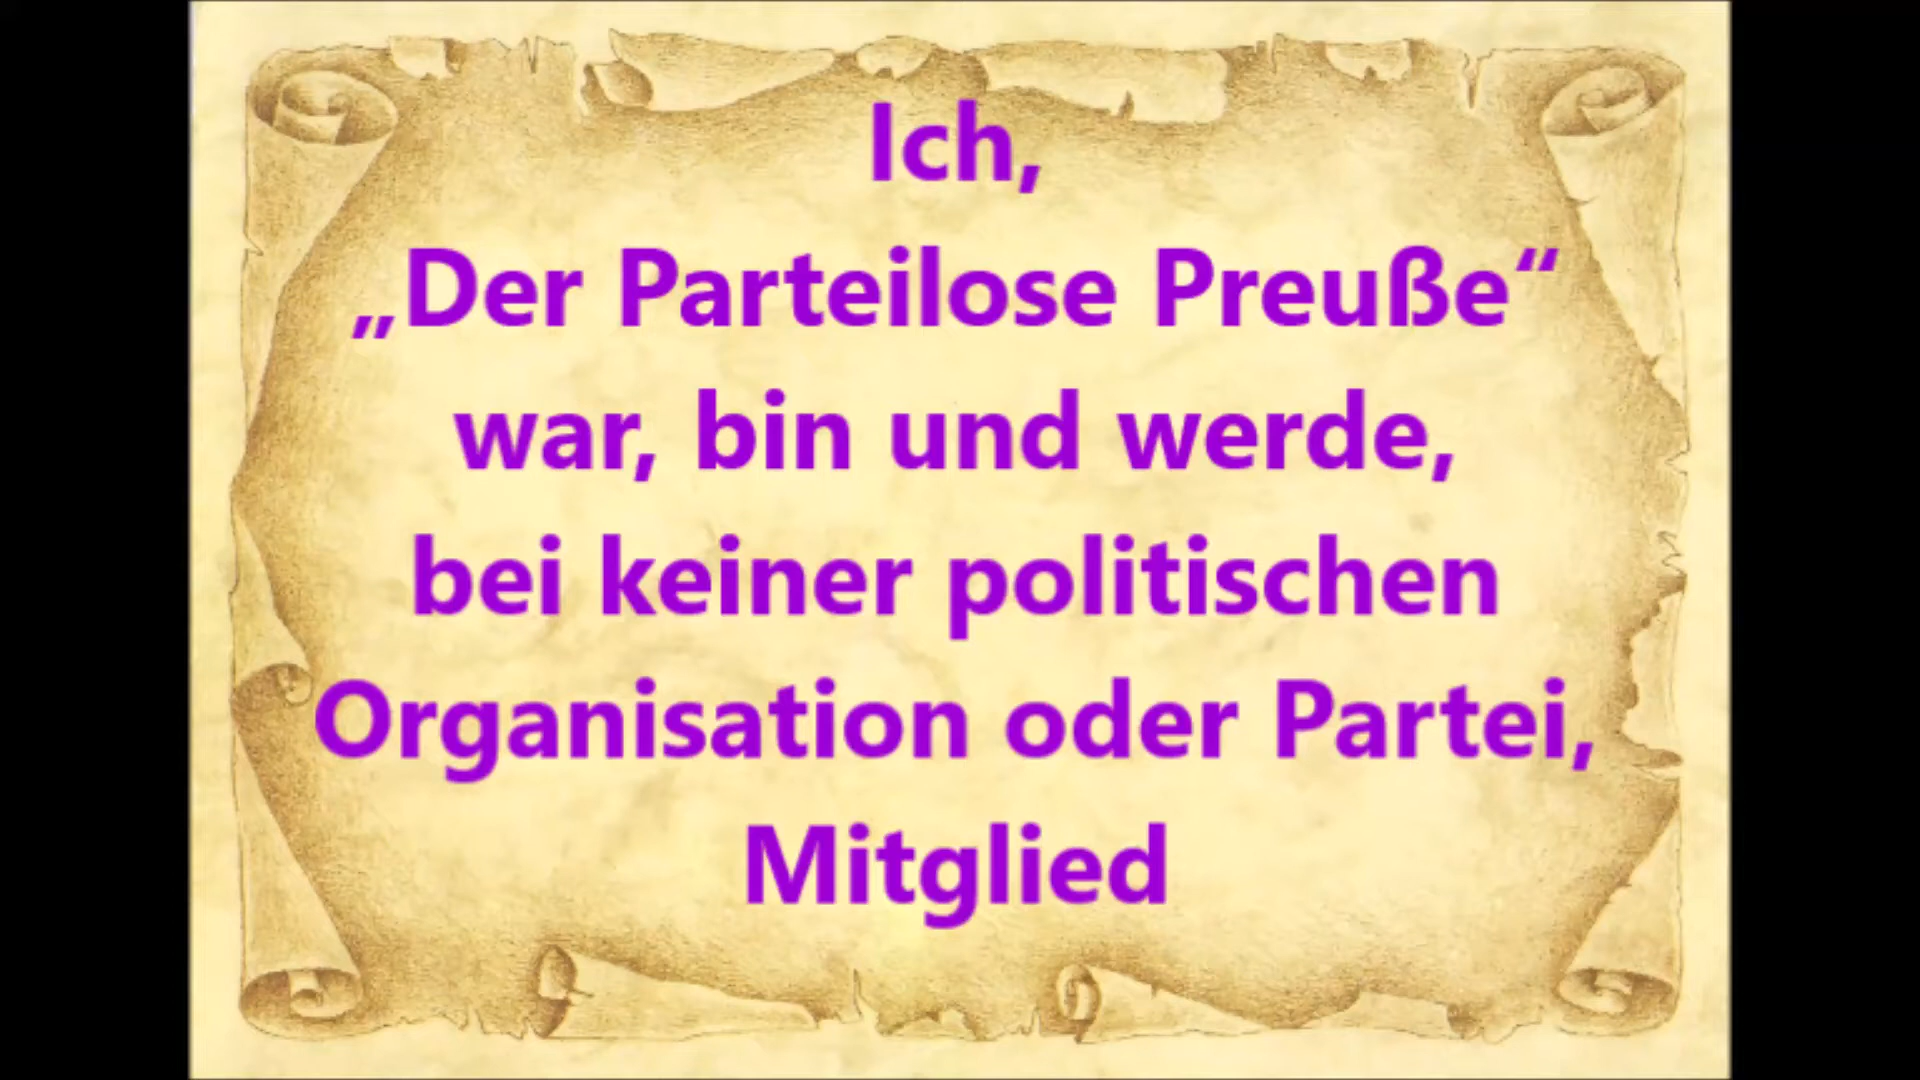 Ich,
„Der Parteilose Preuße“
war, bin und werde,
bei keiner politischen
Organisation oder Partei,
Mitglied